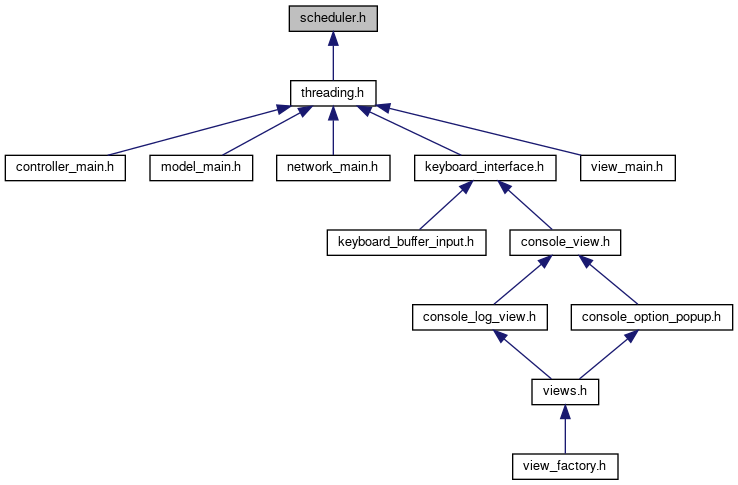 scheduler.h
threading.h
controller_main.h
model_main.h
network_main.h
keyboard_interface.h
view_main.h
keyboard_buffer_input.h
console_view.h
console_log_view.h
console_option_popup.h
views.h
view_factory.h